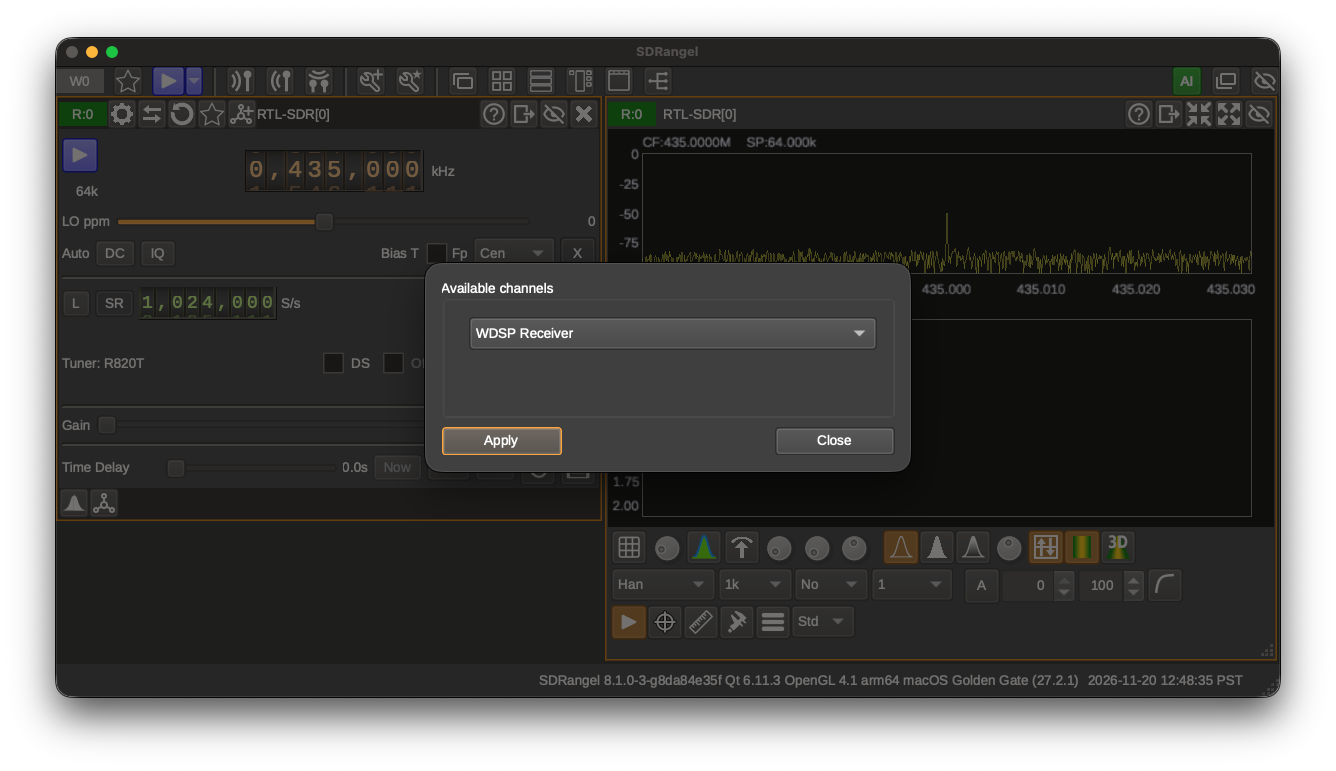 SDRangel
W0
AI
R:0 RTL-SDR[0]
64k
0,435,000 kHz
LO ppm 0
Auto DC IQ Bias T Fp Cen X
L SR 1,024,000 S/s
Tuner: R820T DS
Gain
Time Delay 0.0s Now
R:0 RTL-SDR[0]
CF:435.0000M SP:64.000k
0
-25
-50
-75
435.000 435.010 435.020 435.030
1.75
2.00
Available channels
WDSP Receiver
Apply Close
3D
Han 1k No 1 A 0 100
Std
SDRangel 8.1.0-3-g8da84e35f Qt 6.11.3 OpenGL 4.1 arm64 macOS Golden Gate (27.2.1) 2026-11-20 12:48:35 PST